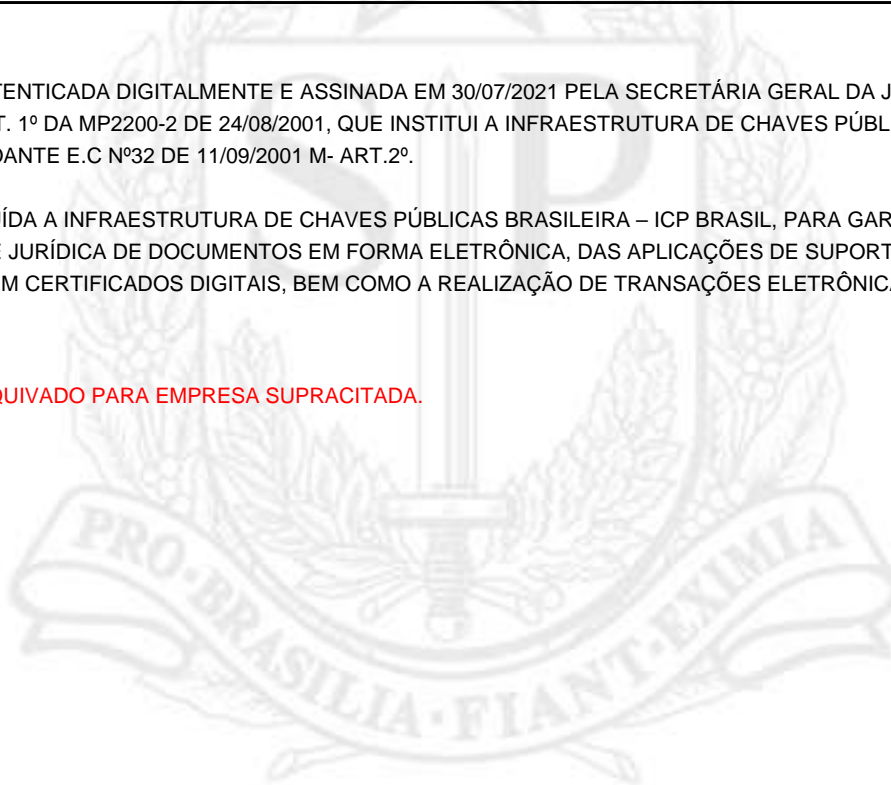 TENTICADA DIGITALMENTE E ASSINADA EM 30/07/2021 PELA SECRETÁRIA GERAL DA J
T. 1º DA MP2200-2 DE 24/08/2001, QUE INSTITUI A INFRAESTRUTURA DE CHAVES PÚBL
DANTE E.C Nº32 DE 11/09/2001 M- ART.2º.
UÍDA A INFRAESTRUTURA DE CHAVES PÚBLICAS BRASILEIRA – ICP BRASIL, PARA GAR
E JURÍDICA DE DOCUMENTOS EM FORMA ELETRÔNICA, DAS APLICAÇÕES DE SUPORT
M CERTIFICADOS DIGITAIS, BEM COMO A REALIZAÇÃO DE TRANSAÇÕES ELETRÔNICA
QUIVADO PARA EMPRESA SUPRACITADA.
SP
PRO·BRASILIA·FIANT·EXIMIA